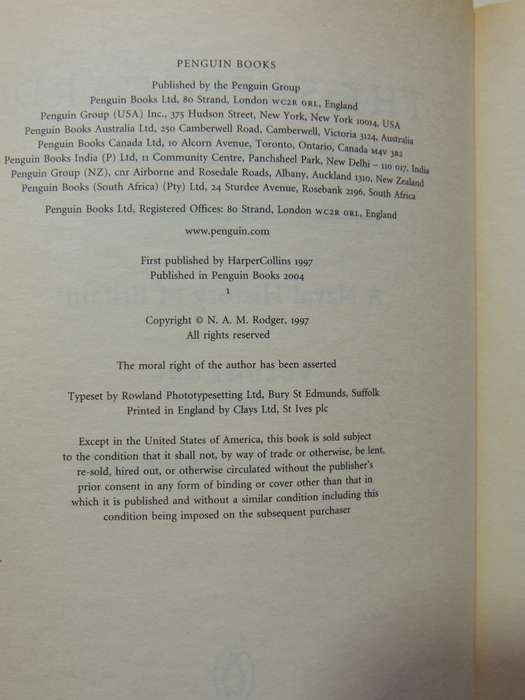 PENGUIN BOOKS
Published by the Penguin Group
Penguin Books Ltd, 80 Strand, London WC2R 0RL, England
Penguin Group (USA) Inc., 375 Hudson Street, New York, New York 10014, USA
Penguin Books Australia Ltd, 250 Camberwell Road, Camberwell, Victoria 3124, Australia
Penguin Books Canada Ltd, 10 Alcorn Avenue, Toronto, Ontario, Canada M4V 3B2
Penguin Books India (P) Ltd, 11 Community Centre, Panchsheel Park, New Delhi – 110 017, India
Penguin Group (NZ), cnr Airborne and Rosedale Roads, Albany, Auckland 1310, New Zealand
Penguin Books (South Africa) (Pty) Ltd, 24 Sturdee Avenue, Rosebank 2196, South Africa
Penguin Books Ltd, Registered Offices: 80 Strand, London WC2R 0RL, England
www.penguin.com
First published by HarperCollins 1997
Published in Penguin Books 2004
1
Copyright © N. A. M. Rodger, 1997
All rights reserved
The moral right of the author has been asserted
Typeset by Rowland Phototypesetting Ltd, Bury St Edmunds, Suffolk
Printed in England by Clays Ltd, St Ives plc
Except in the United States of America, this book is sold subject
to the condition that it shall not, by way of trade or otherwise, be lent,
re-sold, hired out, or otherwise circulated without the publisher's
prior consent in any form of binding or cover other than that in
which it is published and without a similar condition including this
condition being imposed on the subsequent purchaser